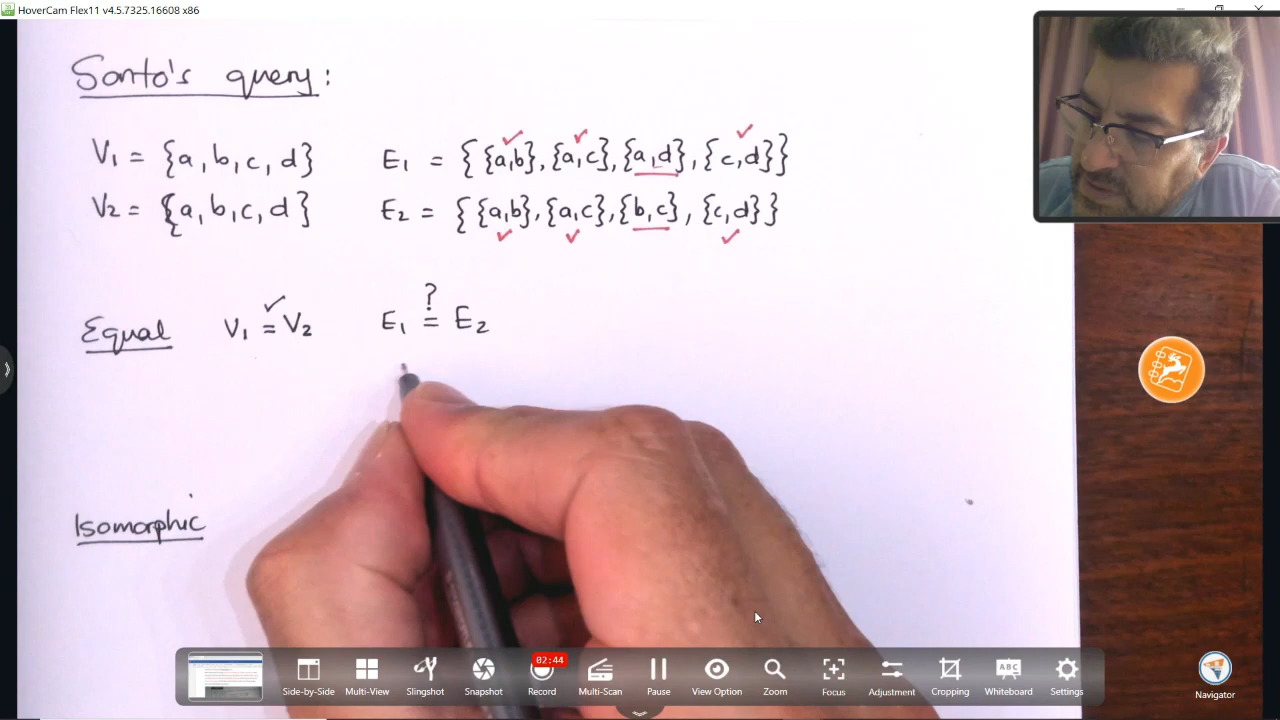 HoverCam Flex11 v4.5.7325.16608 x86
Santo's query:
V₁ = {a, b, c, d} E₁ = {{a,b}, {a,c}, {a,d}, {c,d}}
V₂ = {a, b, c, d} E₂ = {{a,b}, {a,c}, {b,c}, {c,d}}
Equal V₁ = V₂ E₁ ?= E₂
Isomorphic
02:44
Side-by-Side Multi-View Slingshot Snapshot Record Multi-Scan Pause View Option Zoom Focus Adjustment Cropping Whiteboard Settings Navigator
ABC